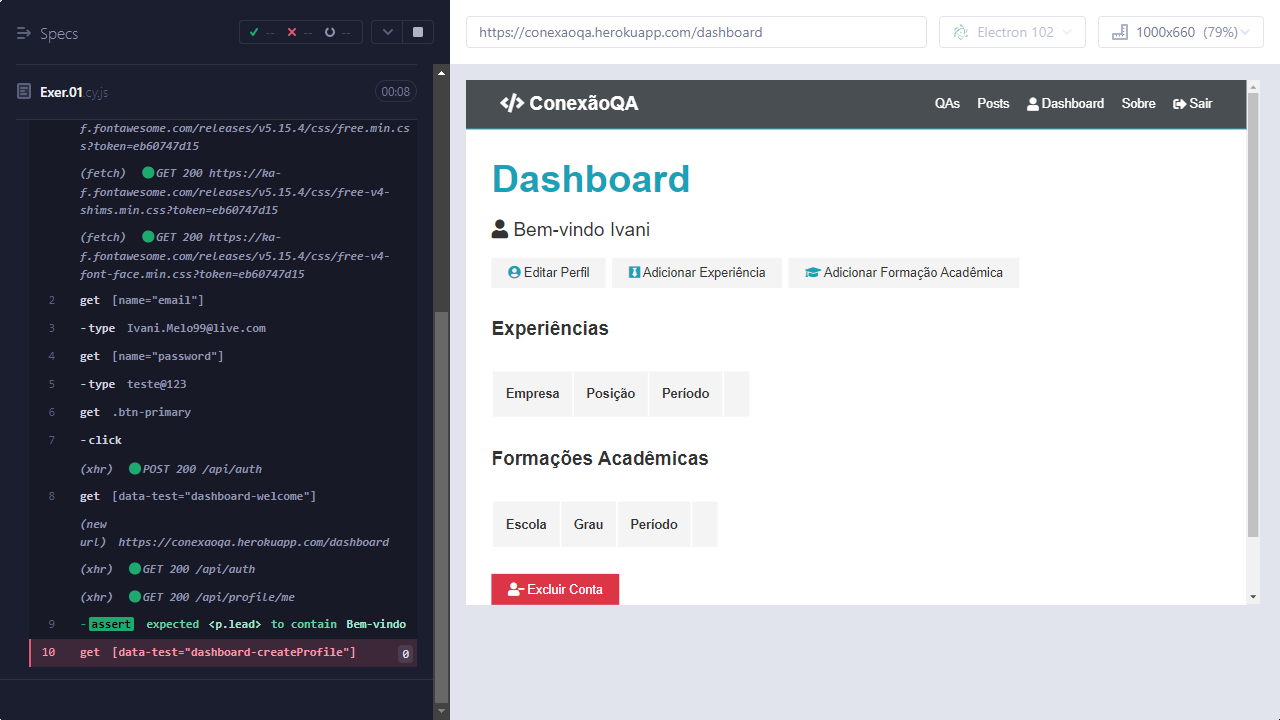 Specs
-- -- --
Exer.01.cy.js
00:08
f.fontawesome.com/releases/v5.15.4/css/free.min.cs
s?token=eb60747d15
(fetch) GET 200 https://ka-
f.fontawesome.com/releases/v5.15.4/css/free-v4-
shims.min.css?token=eb60747d15
(fetch) GET 200 https://ka-
f.fontawesome.com/releases/v5.15.4/css/free-v4-
font-face.min.css?token=eb60747d15
2 get [name="email"]
3 -type Ivani.Melo99@live.com
4 get [name="password"]
5 -type teste@123
6 get .btn-primary
7 -click
(xhr) POST 200 /api/auth
8 get [data-test="dashboard-welcome"]
(new
url) https://conexaoqa.herokuapp.com/dashboard
(xhr) GET 200 /api/auth
(xhr) GET 200 /api/profile/me
9 -assert expected <p.lead> to contain Bem-vindo
10 get [data-test="dashboard-createProfile"] 0
https://conexaoqa.herokuapp.com/dashboard
Electron 102
1000x660 (79%)
ConexãoQA
QAs Posts Dashboard Sobre Sair
Dashboard
Bem-vindo Ivani
Editar Perfil Adicionar Experiência Adicionar Formação Acadêmica
Experiências
Empresa Posição Período
Formações Acadêmicas
Escola Grau Período
Excluir Conta